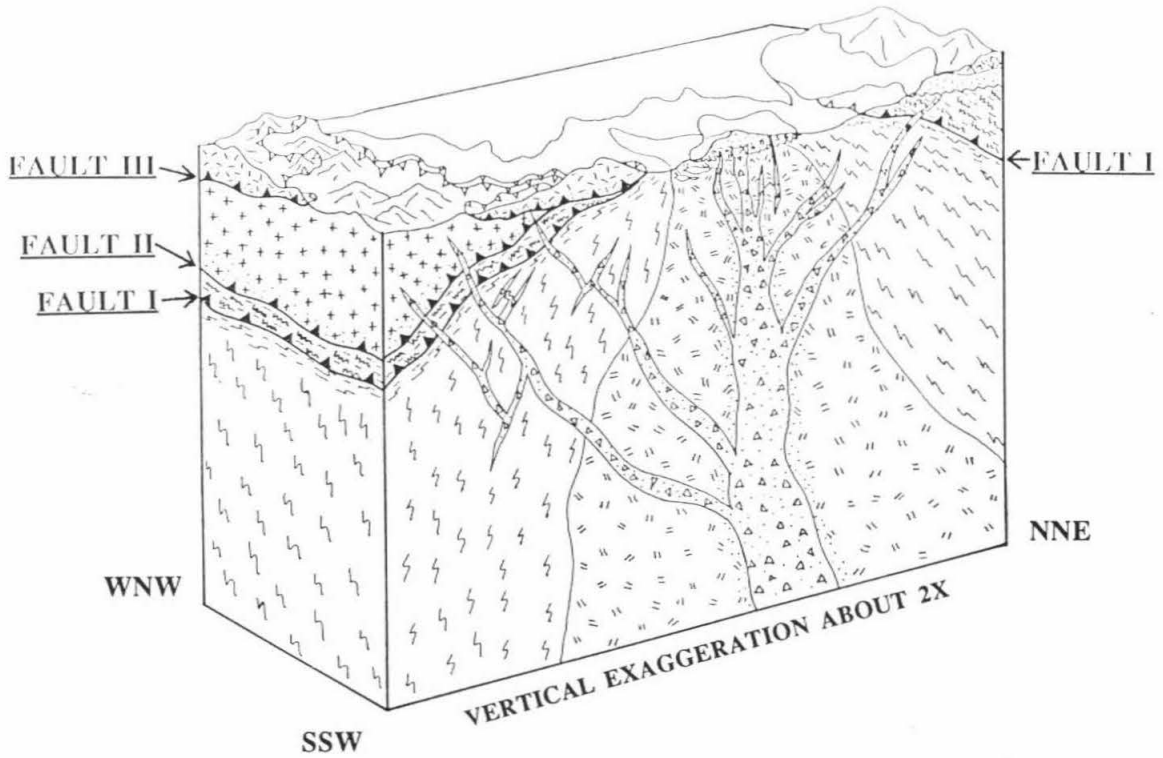 FAULT III
FAULT I
FAULT II
FAULT I
WNW
NNE
VERTICAL EXAGGERATION ABOUT 2X
SSW